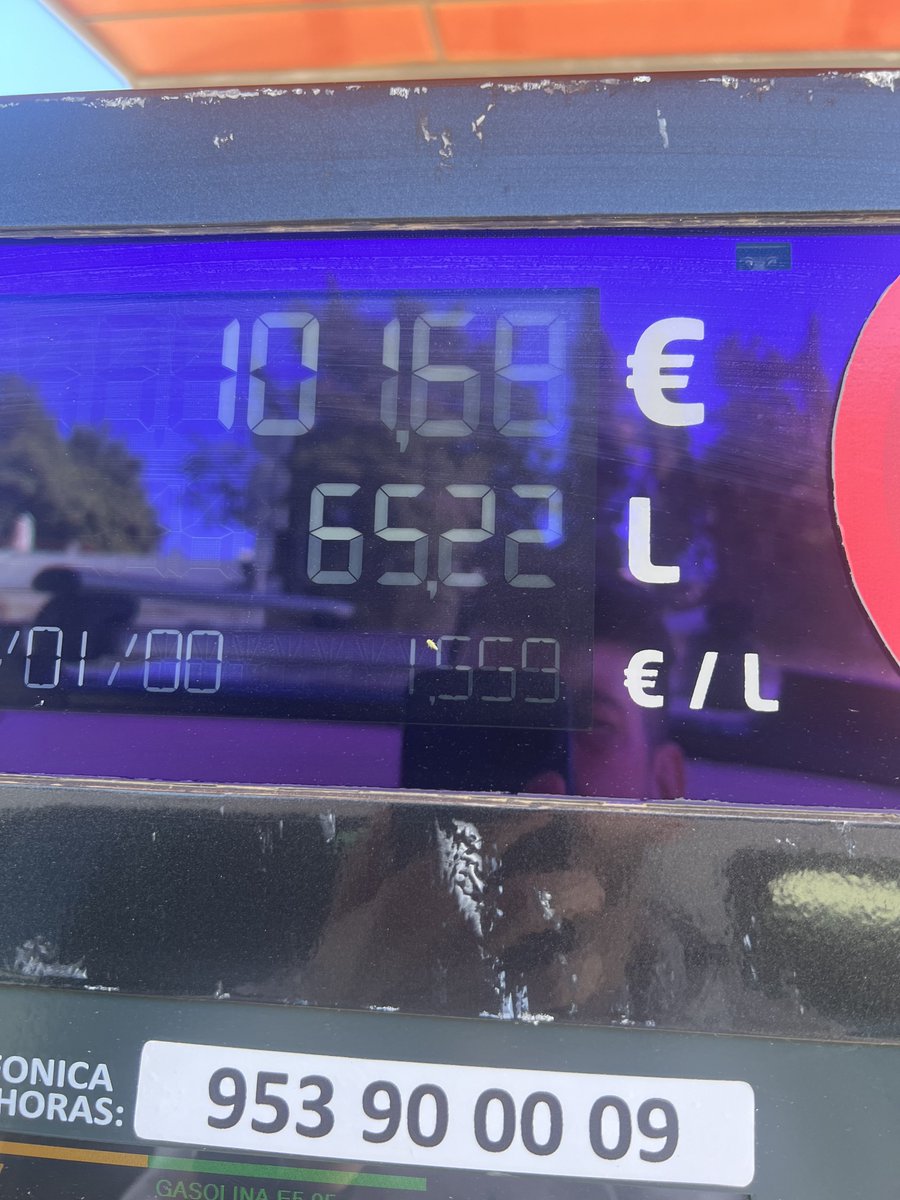 101,68 €
65,22 L
/01/00 1,559 €/L
FONICA
HORAS: 953 90 00 09
GASOLINA E5 95